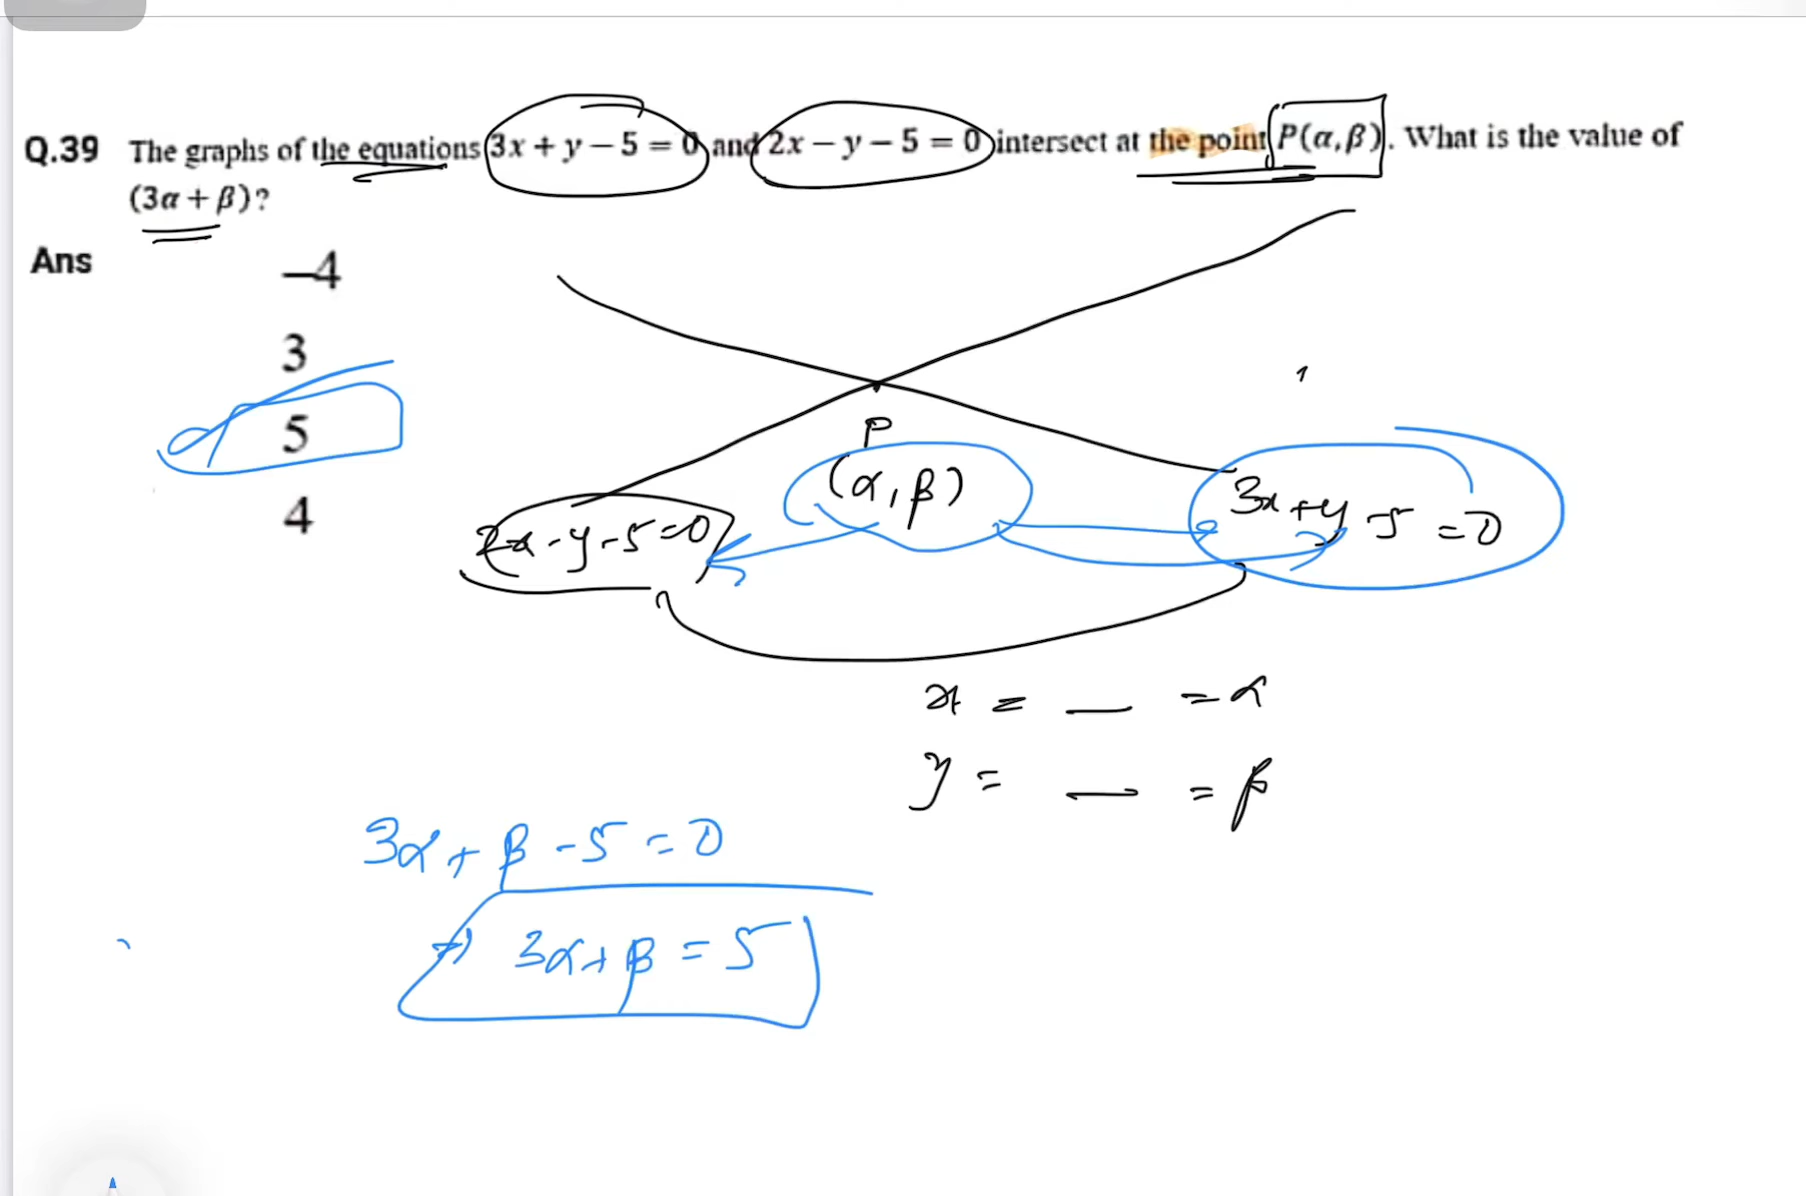 Q.39 The graphs of the equations 3x + y − 5 = 0 and 2x − y − 5 = 0 intersect at the point P(α, β). What is the value of
(3α + β)?
Ans
−4
3
5
4
P
(α, β)
2x - y - 5 = 0
3x + y - 5 = 0
x = __ = α
y = __ = β
3α + β - 5 = 0
⇒ 3α + β = 5